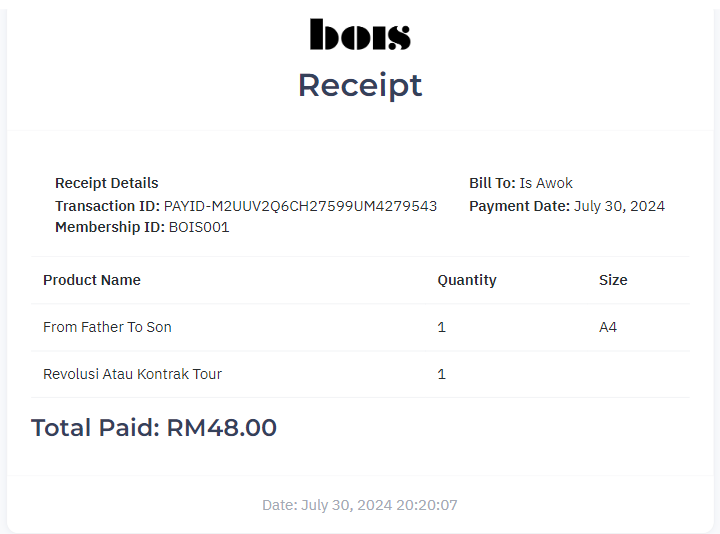 bois
Receipt
Receipt Details
Transaction ID: PAYID-M2UUV2Q6CH27599UM4279543
Membership ID: BOIS001
Bill To: Is Awok
Payment Date: July 30, 2024
Product Name Quantity Size
From Father To Son 1 A4
Revolusi Atau Kontrak Tour 1
Total Paid: RM48.00
Date: July 30, 2024 20:20:07